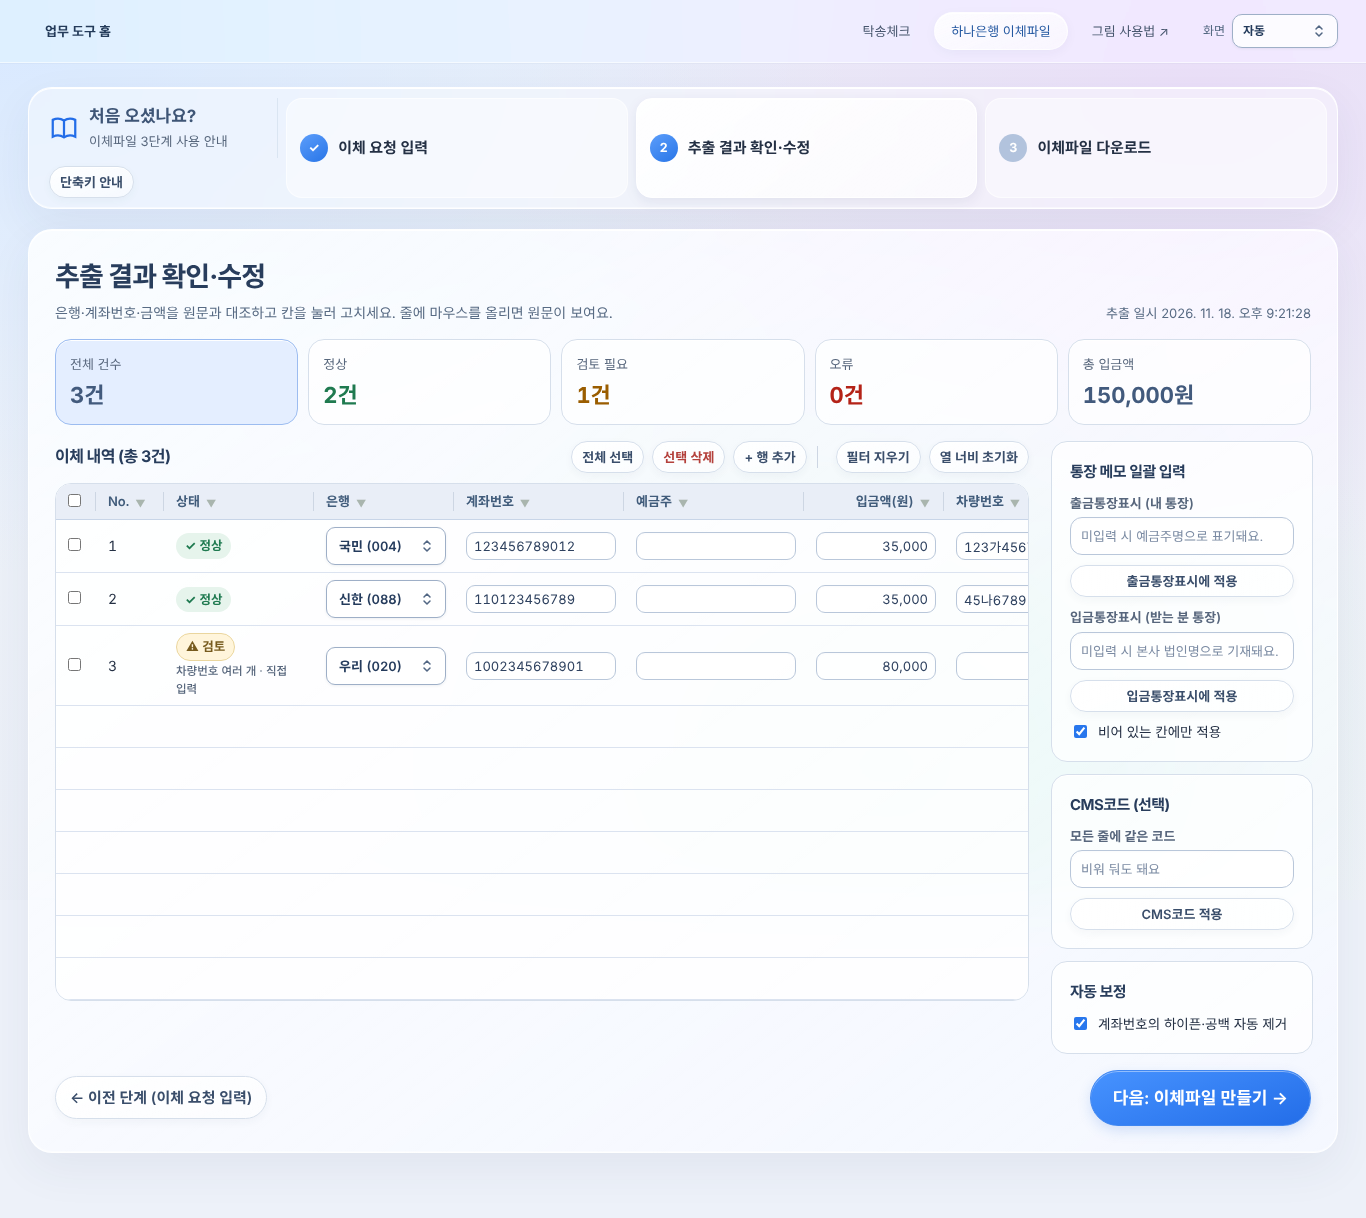 업무 도구 홈
탁송체크
하나은행 이체파일
그림 사용법 ↗
화면
자동
처음 오셨나요?
이체파일 3단계 사용 안내
단축키 안내
✓ 이체 요청 입력
2 추출 결과 확인·수정
3 이체파일 다운로드
추출 결과 확인·수정
은행·계좌번호·금액을 원문과 대조하고 칸을 눌러 고치세요. 줄에 마우스를 올리면 원문이 보여요.
추출 일시 2026. 11. 18. 오후 9:21:28
전체 건수
3건
정상
2건
검토 필요
1건
오류
0건
총 입금액
150,000원
이체 내역 (총 3건)
전체 선택
선택 삭제
+ 행 추가
필터 지우기
열 너비 초기화
No. ▼ 상태 ▼ 은행 ▼ 계좌번호 ▼ 예금주 ▼ 입금액(원) ▼ 차량번호 ▼
1 ✓ 정상 국민 (004) 123456789012 35,000 123가456
2 ✓ 정상 신한 (088) 110123456789 35,000 45나6789
3 ⚠ 검토 우리 (020) 1002345678901 80,000
차량번호 여러 개 · 직접
입력
통장 메모 일괄 입력
출금통장표시 (내 통장)
미입력 시 예금주명으로 표기돼요.
출금통장표시에 적용
입금통장표시 (받는 분 통장)
미입력 시 본사 법인명으로 기재돼요.
입금통장표시에 적용
비어 있는 칸에만 적용
CMS코드 (선택)
모든 줄에 같은 코드
비워 둬도 돼요
CMS코드 적용
자동 보정
계좌번호의 하이픈·공백 자동 제거
← 이전 단계 (이체 요청 입력)
다음: 이체파일 만들기 →